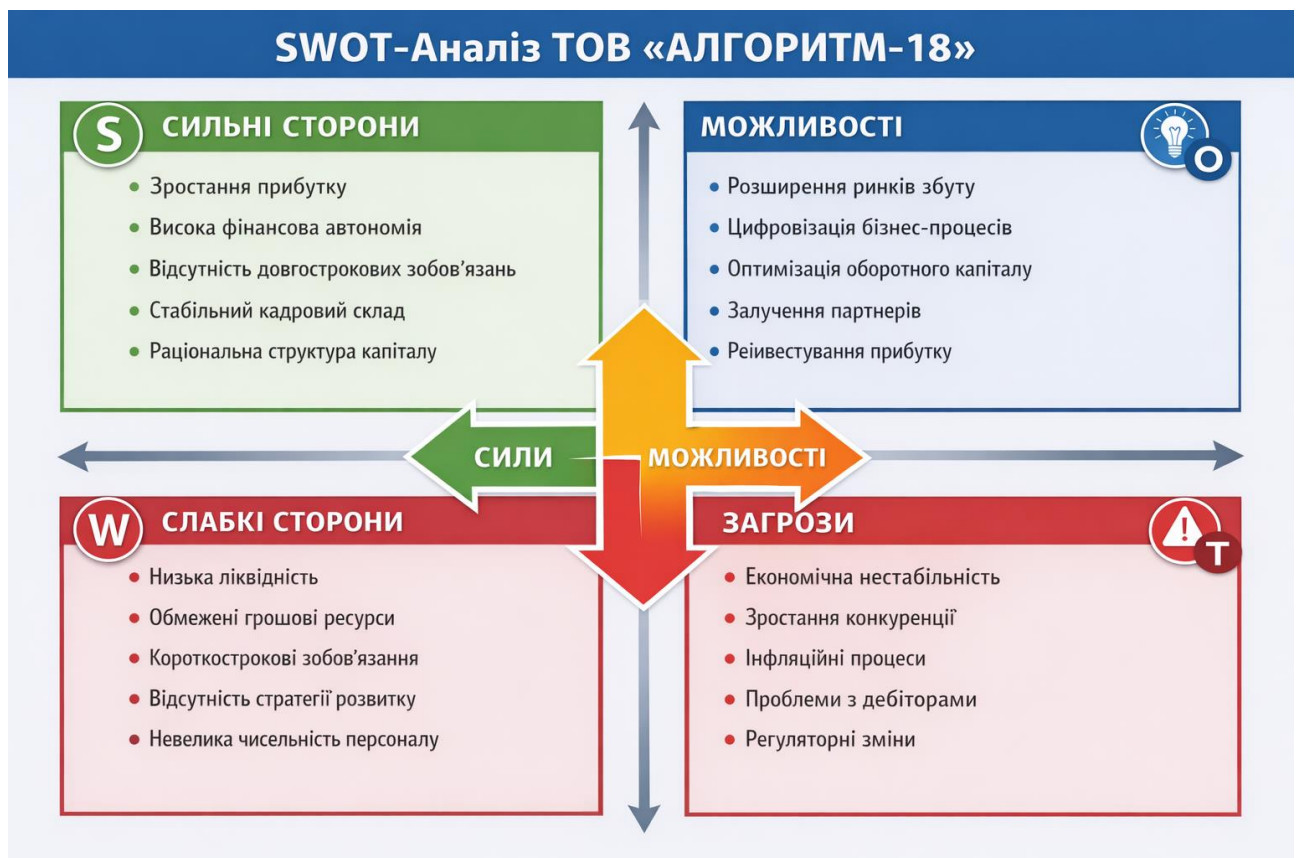 SWOT-Аналіз ТОВ «АЛГОРИТМ-18»
S СИЛЬНІ СТОРОНИ
• Зростання прибутку
• Висока фінансова автономія
• Відсутність довгострокових зобов'язань
• Стабільний кадровий склад
• Раціональна структура капіталу
МОЖЛИВОСТІ O
• Розширення ринків збуту
• Цифровізація бізнес-процесів
• Оптимізація оборотного капіталу
• Залучення партнерів
• Реіивестування прибутку
СИЛИ
МОЖЛИВОСТІ
W СЛАБКІ СТОРОНИ
• Низька ліквідність
• Обмежені грошові ресурси
• Короткострокові зобов'язання
• Відсутність стратегії розвитку
• Невелика чисельність персоналу
ЗАГРОЗИ T
• Економічна нестабільність
• Зростання конкуренції
• Інфляційні процеси
• Проблеми з дебіторами
• Регуляторні зміни